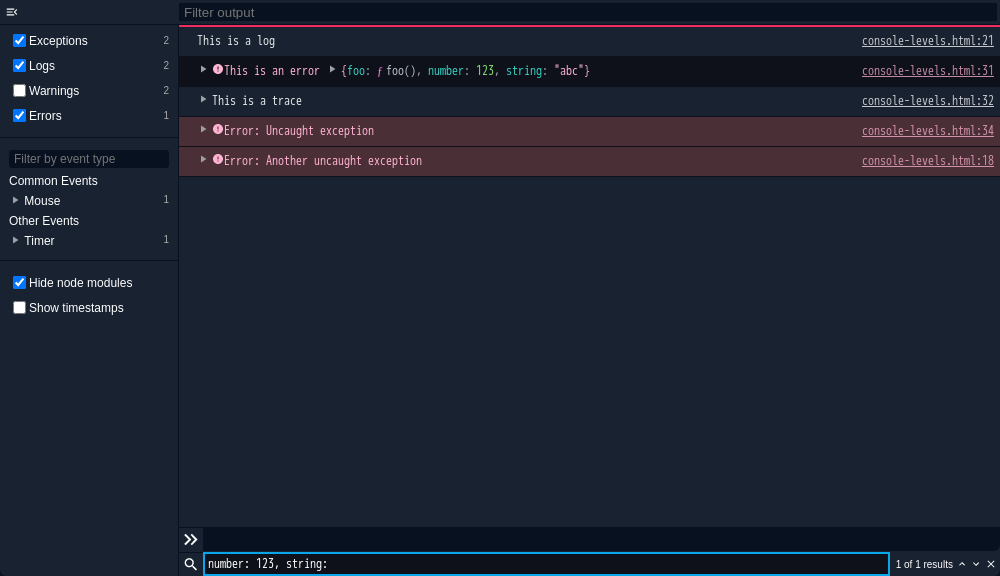 Filter output
Exceptions 2
Logs 2
Warnings 2
Errors 1
Filter by event type
Common Events
Mouse 1
Other Events
Timer 1
Hide node modules
Show timestamps
This is a log console-levels.html:21
This is an error {foo: ƒ foo(), number: 123, string: "abc"} console-levels.html:31
This is a trace console-levels.html:32
Error: Uncaught exception console-levels.html:34
Error: Another uncaught exception console-levels.html:18
number: 123, string: 1 of 1 results